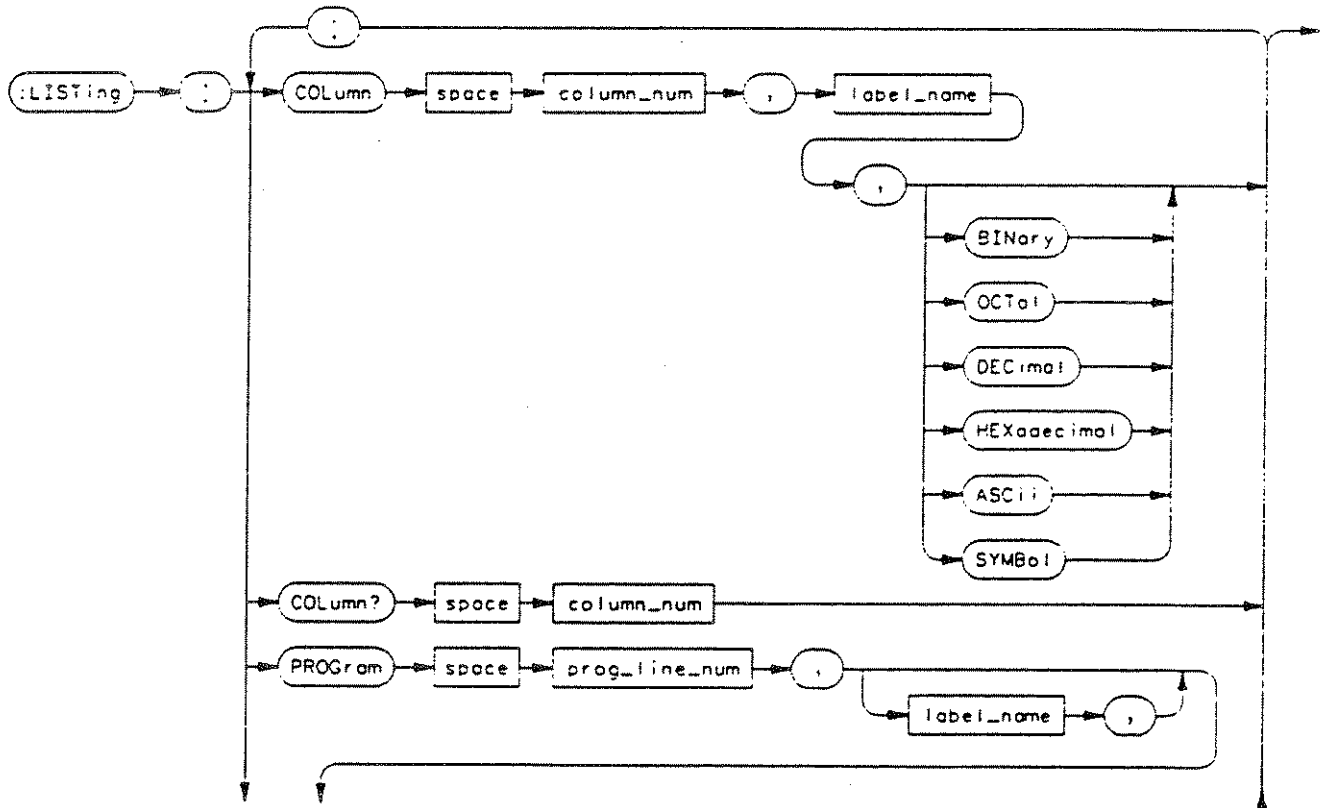 :
:LISTing : COLumn space column_num , label_name
,
BINary
OCTal
DECimal
HEXadecimal
ASCii
SYMBol
COLumn? space column_num
PROGram space prog_line_num ,
label_name ,